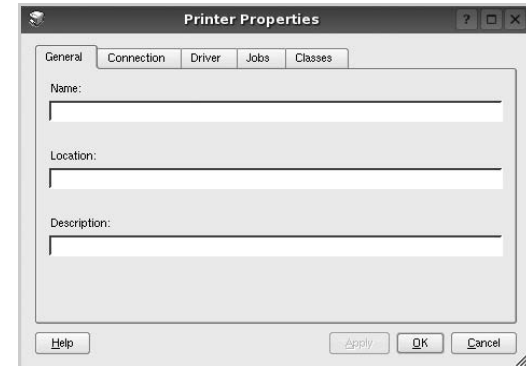 Printer Properties
General Connection Driver Jobs Classes
Name:
Location:
Description:
Help Apply OK Cancel